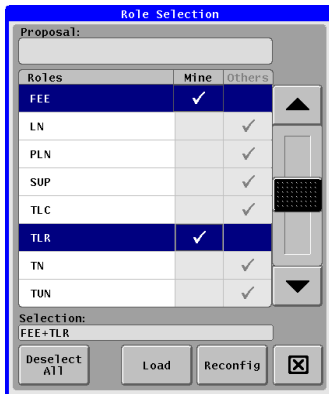 Role Selection
Proposal:
Roles Mine Others
FEE
LN
PLN
SUP
TLC
TLR
TN
TUN
Selection:
FEE+TLR
Deselect All Load Reconfig